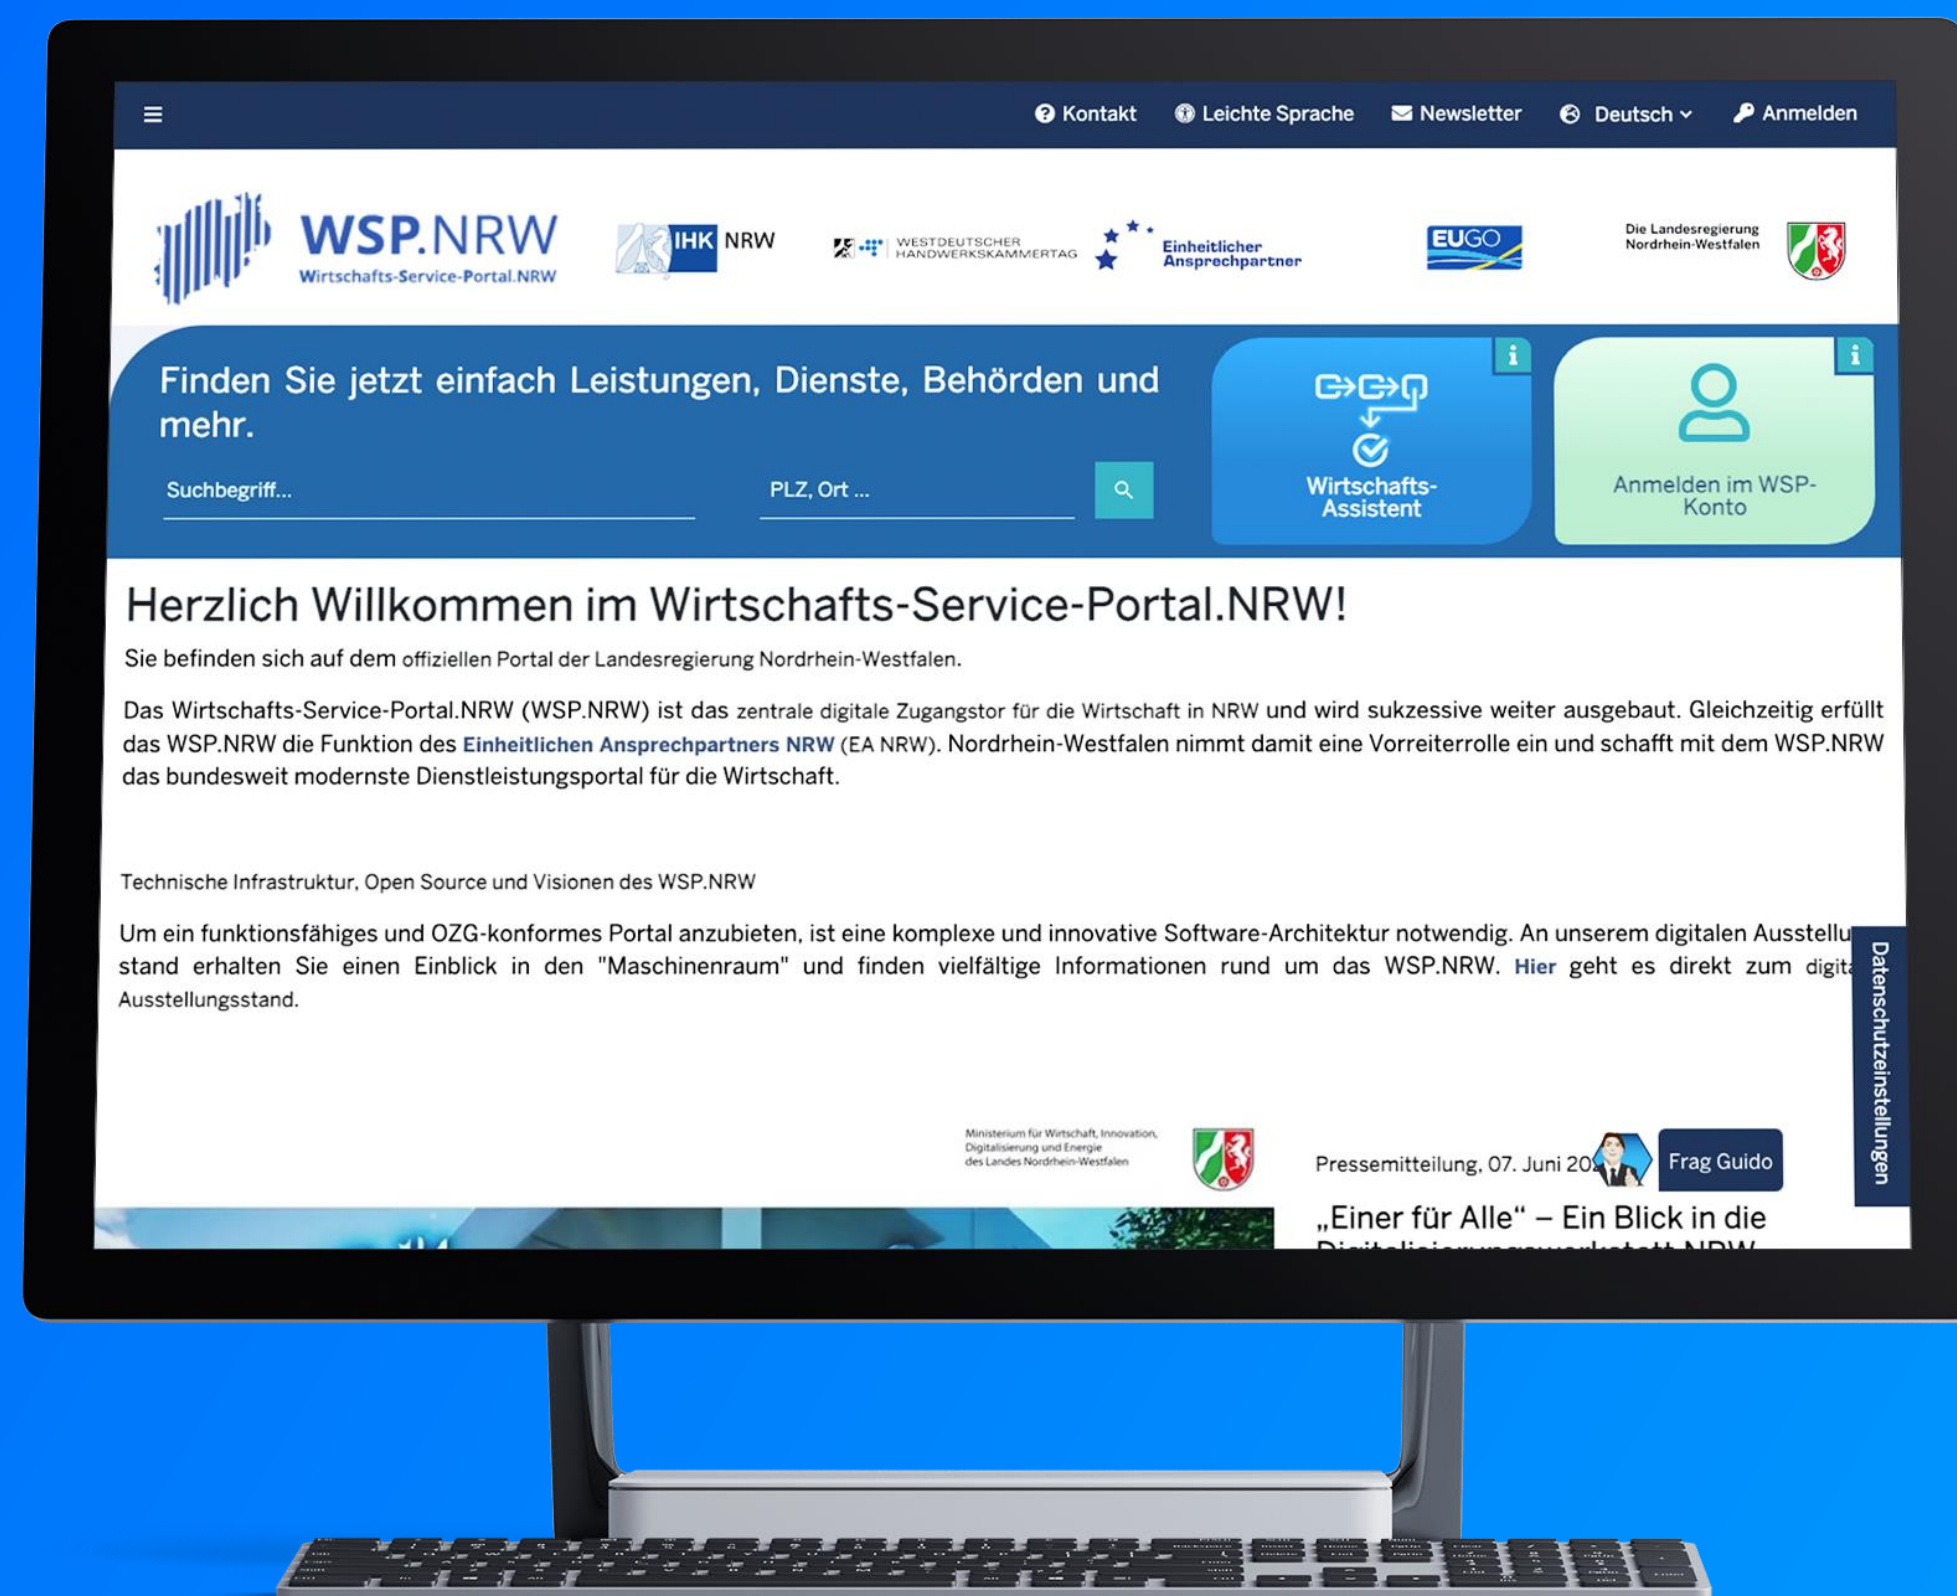 Kontakt Leichte Sprache Newsletter Deutsch Anmelden
WSP.NRW
Wirtschafts-Service-Portal.NRW
IHK NRW
WESTDEUTSCHER
HANDWERKSKAMMERTAG
Einheitlicher
Ansprechpartner
EUGO
Die Landesregierung
Nordrhein-Westfalen
Finden Sie jetzt einfach Leistungen, Dienste, Behörden und
mehr.
Suchbegriff... PLZ, Ort ...
i
Wirtschafts-
Assistent
i
Anmelden im WSP-
Konto
Herzlich Willkommen im Wirtschafts-Service-Portal.NRW!
Sie befinden sich auf dem offiziellen Portal der Landesregierung Nordrhein-Westfalen.
Das Wirtschafts-Service-Portal.NRW (WSP.NRW) ist das zentrale digitale Zugangstor für die Wirtschaft in NRW und wird sukzessive weiter ausgebaut. Gleichzeitig erfüllt
das WSP.NRW die Funktion des Einheitlichen Ansprechpartners NRW (EA NRW). Nordrhein-Westfalen nimmt damit eine Vorreiterrolle ein und schafft mit dem WSP.NRW
das bundesweit modernste Dienstleistungsportal für die Wirtschaft.
Technische Infrastruktur, Open Source und Visionen des WSP.NRW
Um ein funktionsfähiges und OZG-konformes Portal anzubieten, ist eine komplexe und innovative Software-Architektur notwendig. An unserem digitalen Ausstellu
stand erhalten Sie einen Einblick in den "Maschinenraum" und finden vielfältige Informationen rund um das WSP.NRW. Hier geht es direkt zum digita
Ausstellungsstand.
Datenschutzeinstellungen
Ministerium für Wirtschaft, Innovation,
Digitalisierung und Energie
des Landes Nordrhein-Westfalen
Pressemitteilung, 07. Juni 20
Frag Guido
„Einer für Alle“ – Ein Blick in die
Digitalisierungswerkstatt NRW